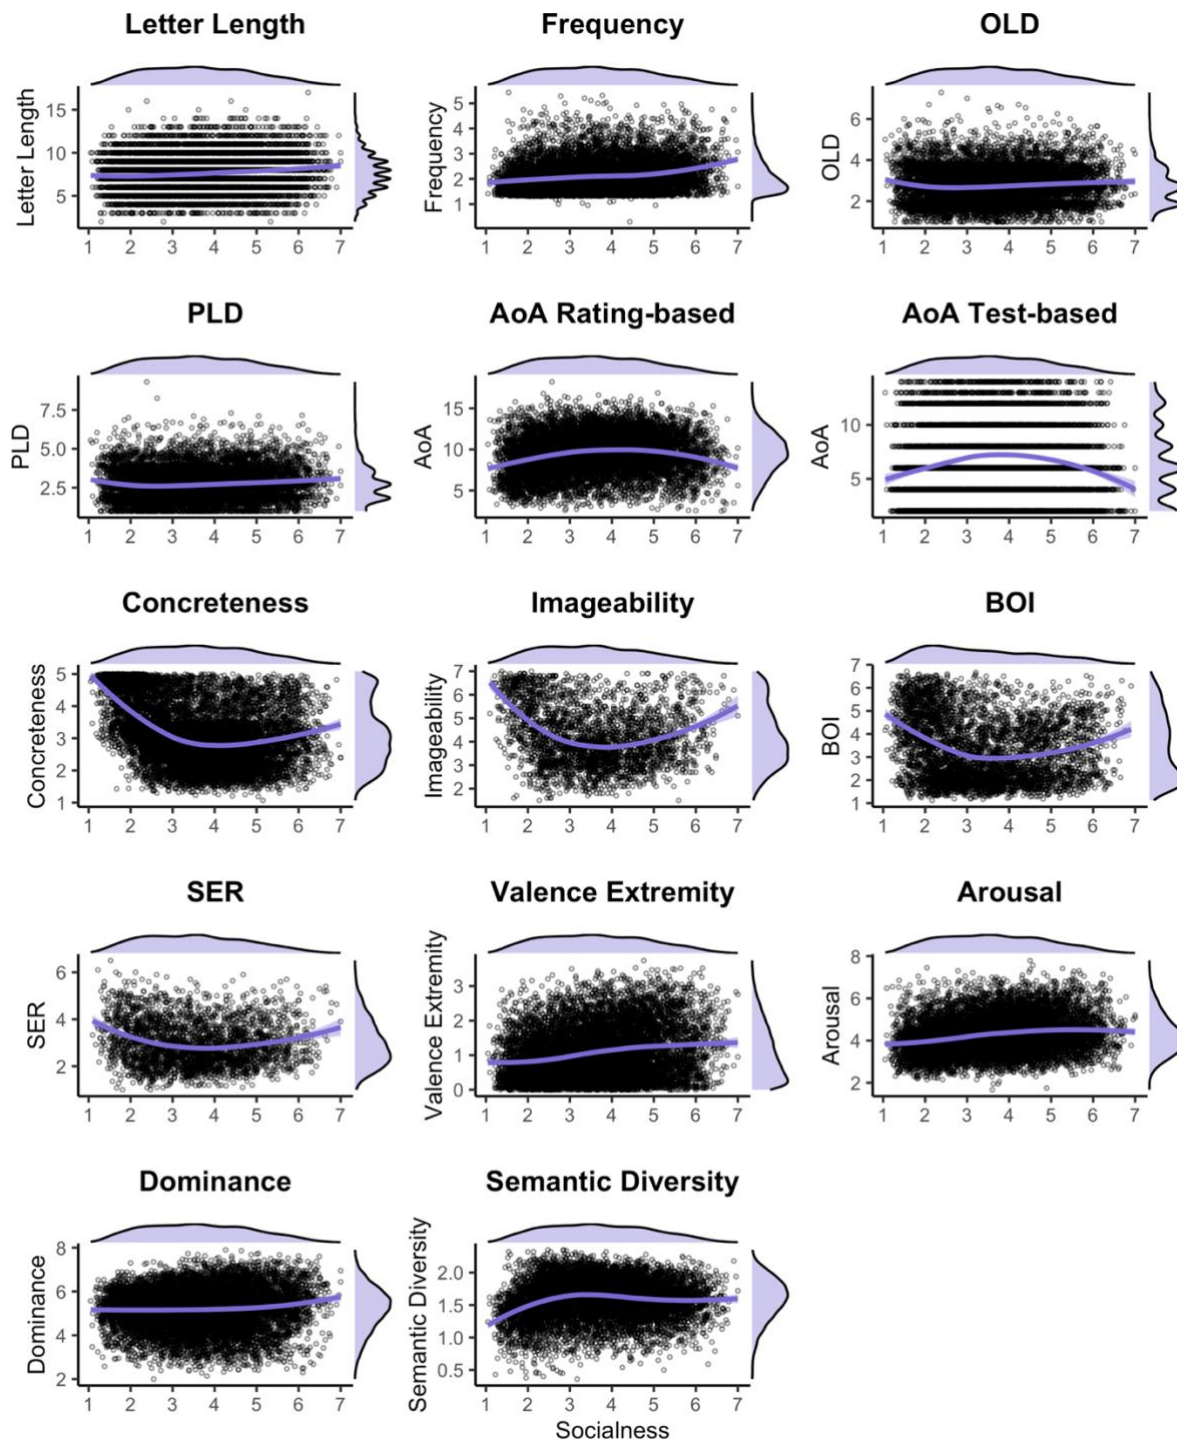 Letter Length
Frequency
OLD
Letter Length
15
10
5
1 2 3 4 5 6 7
Frequency
5
4
3
2
1
1 2 3 4 5 6 7
OLD
6
4
2
1 2 3 4 5 6 7
PLD
AoA Rating-based
AoA Test-based
PLD
7.5
5.0
2.5
1 2 3 4 5 6 7
AoA
15
10
5
1 2 3 4 5 6 7
AoA
10
5
1 2 3 4 5 6 7
Concreteness
Imageability
BOI
Concreteness
5
4
3
2
1
1 2 3 4 5 6 7
Imageability
7
6
5
4
3
2
1 2 3 4 5 6 7
BOI
7
6
5
4
3
2
1
1 2 3 4 5 6 7
SER
Valence Extremity
Arousal
SER
6
4
2
1 2 3 4 5 6 7
Valence Extremity
3
2
1
0
1 2 3 4 5 6 7
Arousal
8
6
4
2
1 2 3 4 5 6 7
Dominance
Semantic Diversity
Dominance
8
6
4
2
1 2 3 4 5 6 7
Semantic Diversity
2.0
1.5
1.0
0.5
1 2 3 4 5 6 7
Socialness